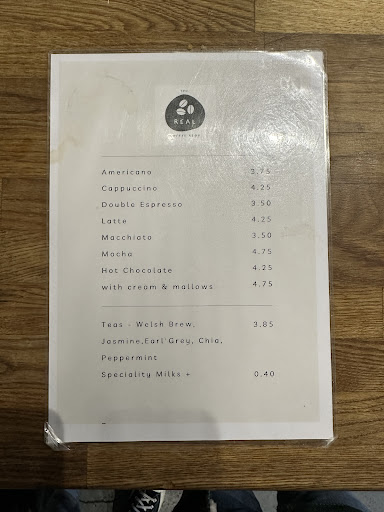 REAL
Americano 3.75
Cappuccino 4.25
Double Espresso 3.50
Latte 4.25
Macchiato 3.50
Mocha 4.75
Hot Chocolate 4.25
with cream & mallows 4.75
Teas - Welsh Brew, 3.85
Jasmine,Earl Grey, Chia,
Peppermint
Speciality Milks + 0.40